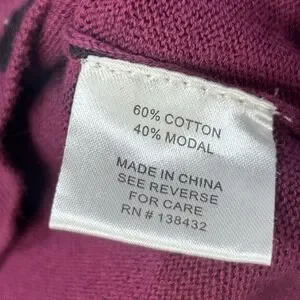 60% COTTON
40% MODAL
MADE IN CHINA
SEE REVERSE
FOR CARE
RN # 138432